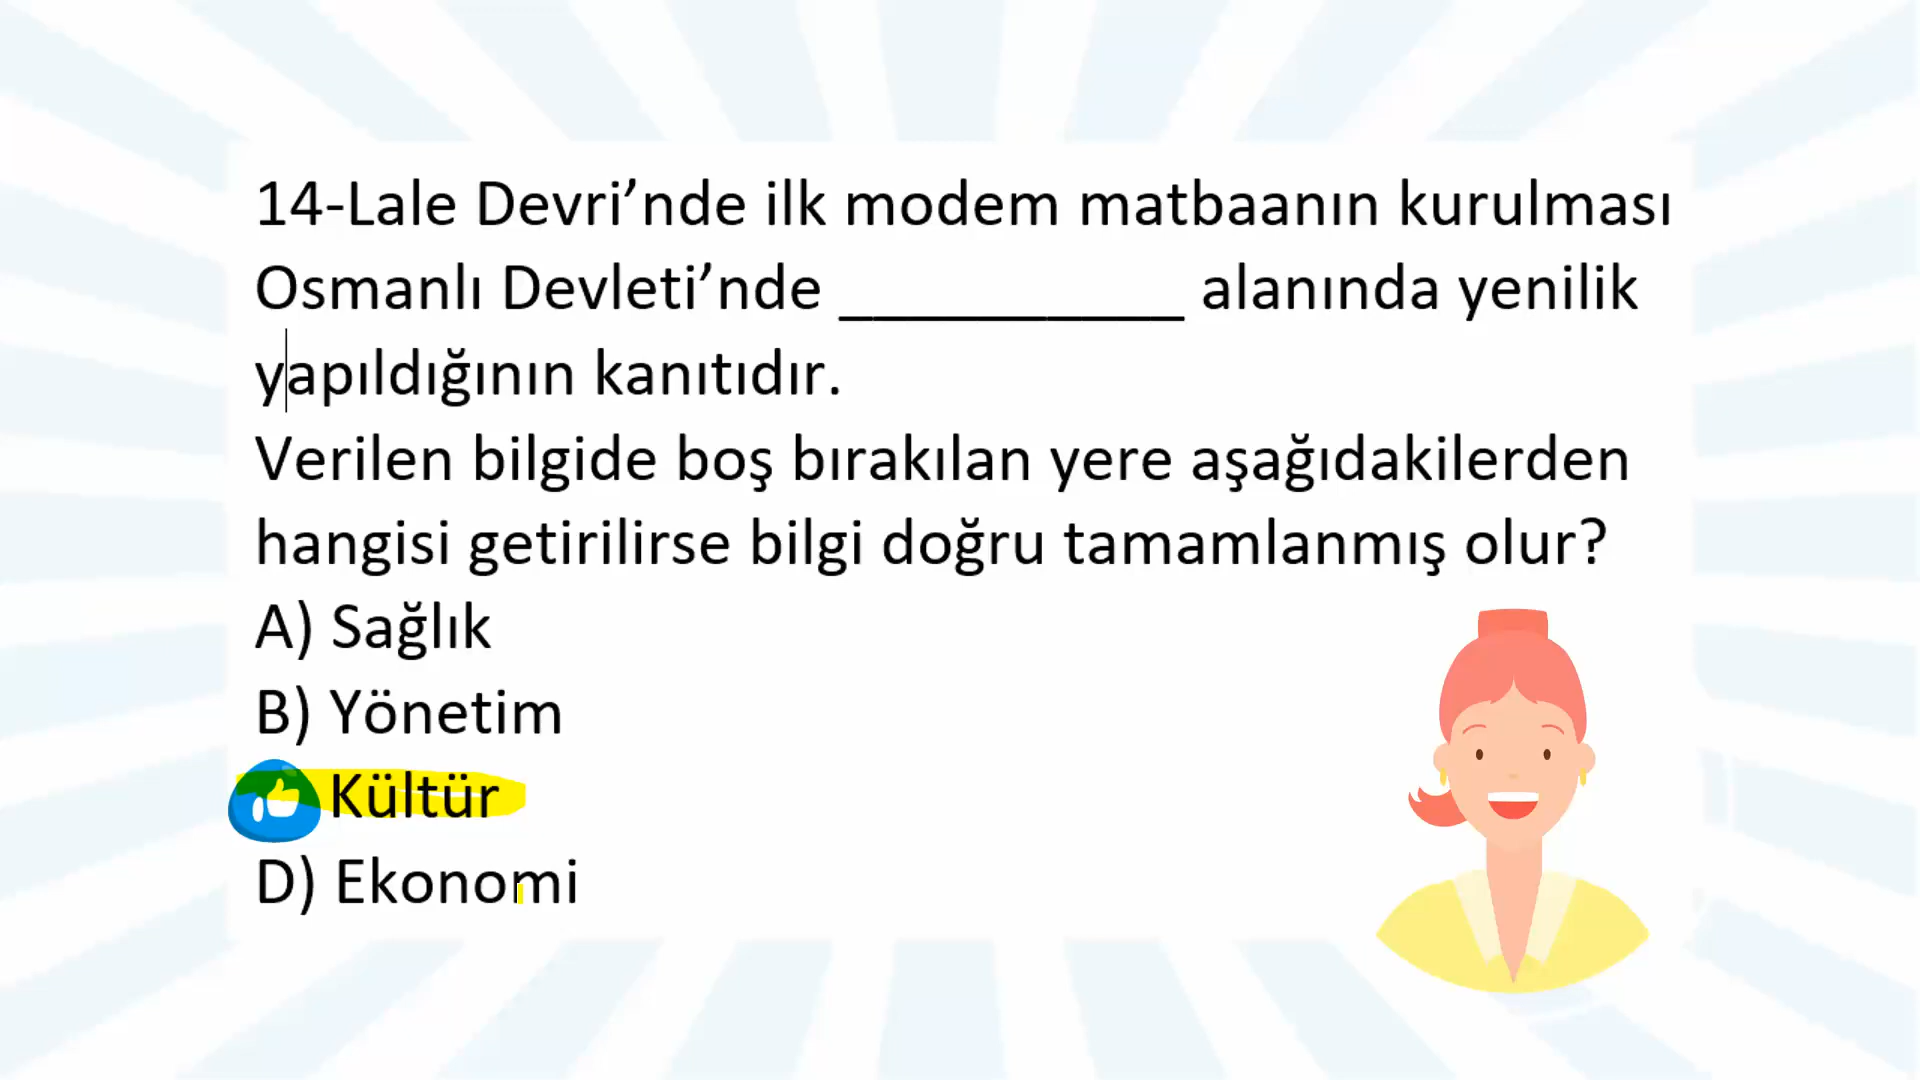 14-Lale Devri’nde ilk modem matbaanın kurulması
Osmanlı Devleti’nde __________ alanında yenilik
yapıldığının kanıtıdır.
Verilen bilgide boş bırakılan yere aşağıdakilerden
hangisi getirilirse bilgi doğru tamamlanmış olur?
A) Sağlık
B) Yönetim
Kültür
D) Ekonomi